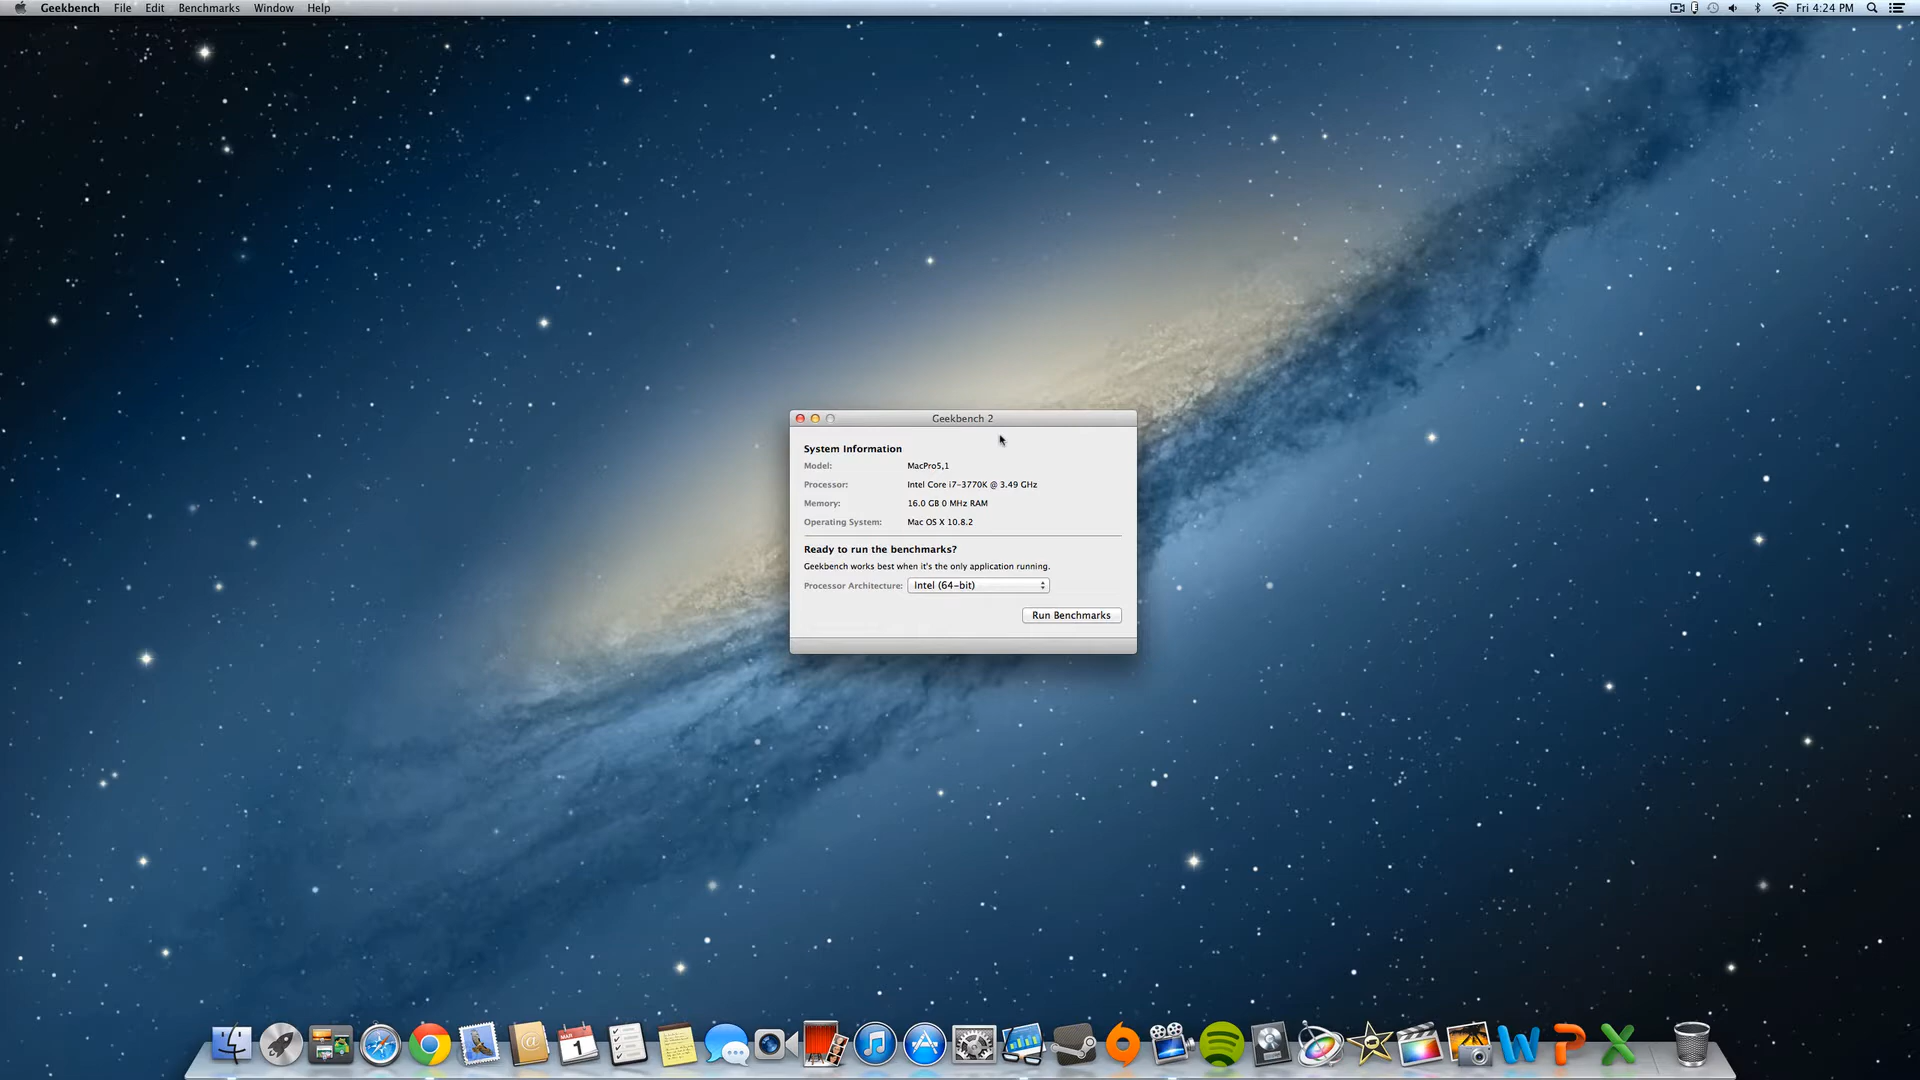 Geekbench File Edit Benchmarks Window Help Fri 4:24 PM
Geekbench 2
System Information
Model: MacPro5,1
Processor: Intel Core i7-3770K @ 3.49 GHz
Memory: 16.0 GB 0 MHz RAM
Operating System: Mac OS X 10.8.2
Ready to run the benchmarks?
Geekbench works best when it's the only application running.
Processor Architecture: Intel (64-bit)
Run Benchmarks
MAR
1